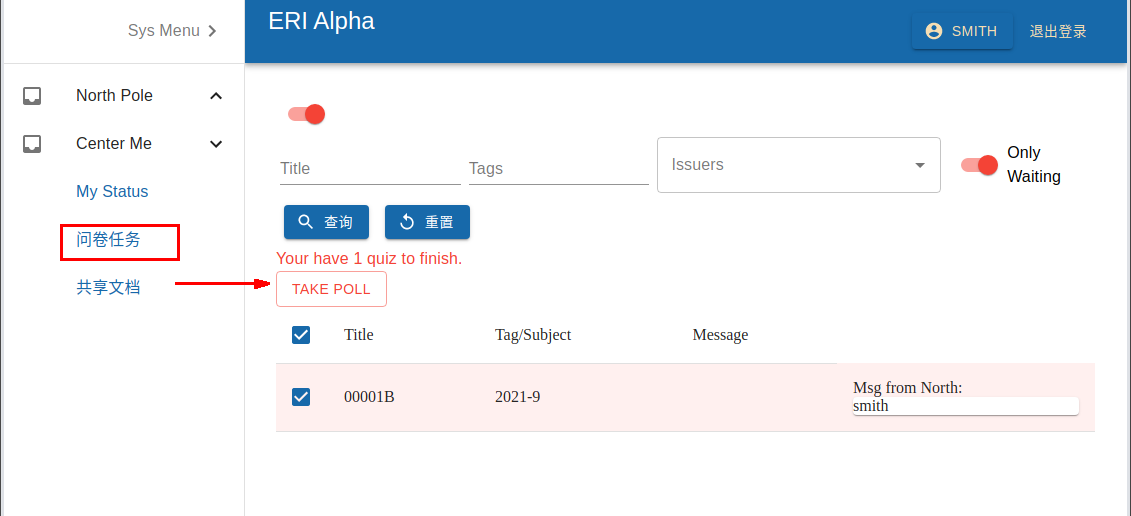 Sys Menu
ERI Alpha
SMITH
退出登录
North Pole
Center Me
My Status
问卷任务
共享文档
Title
Tags
Issuers
Only
Waiting
查询
重置
Your have 1 quiz to finish.
TAKE POLL
Title Tag/Subject Message
00001B 2021-9 Msg from North:
smith